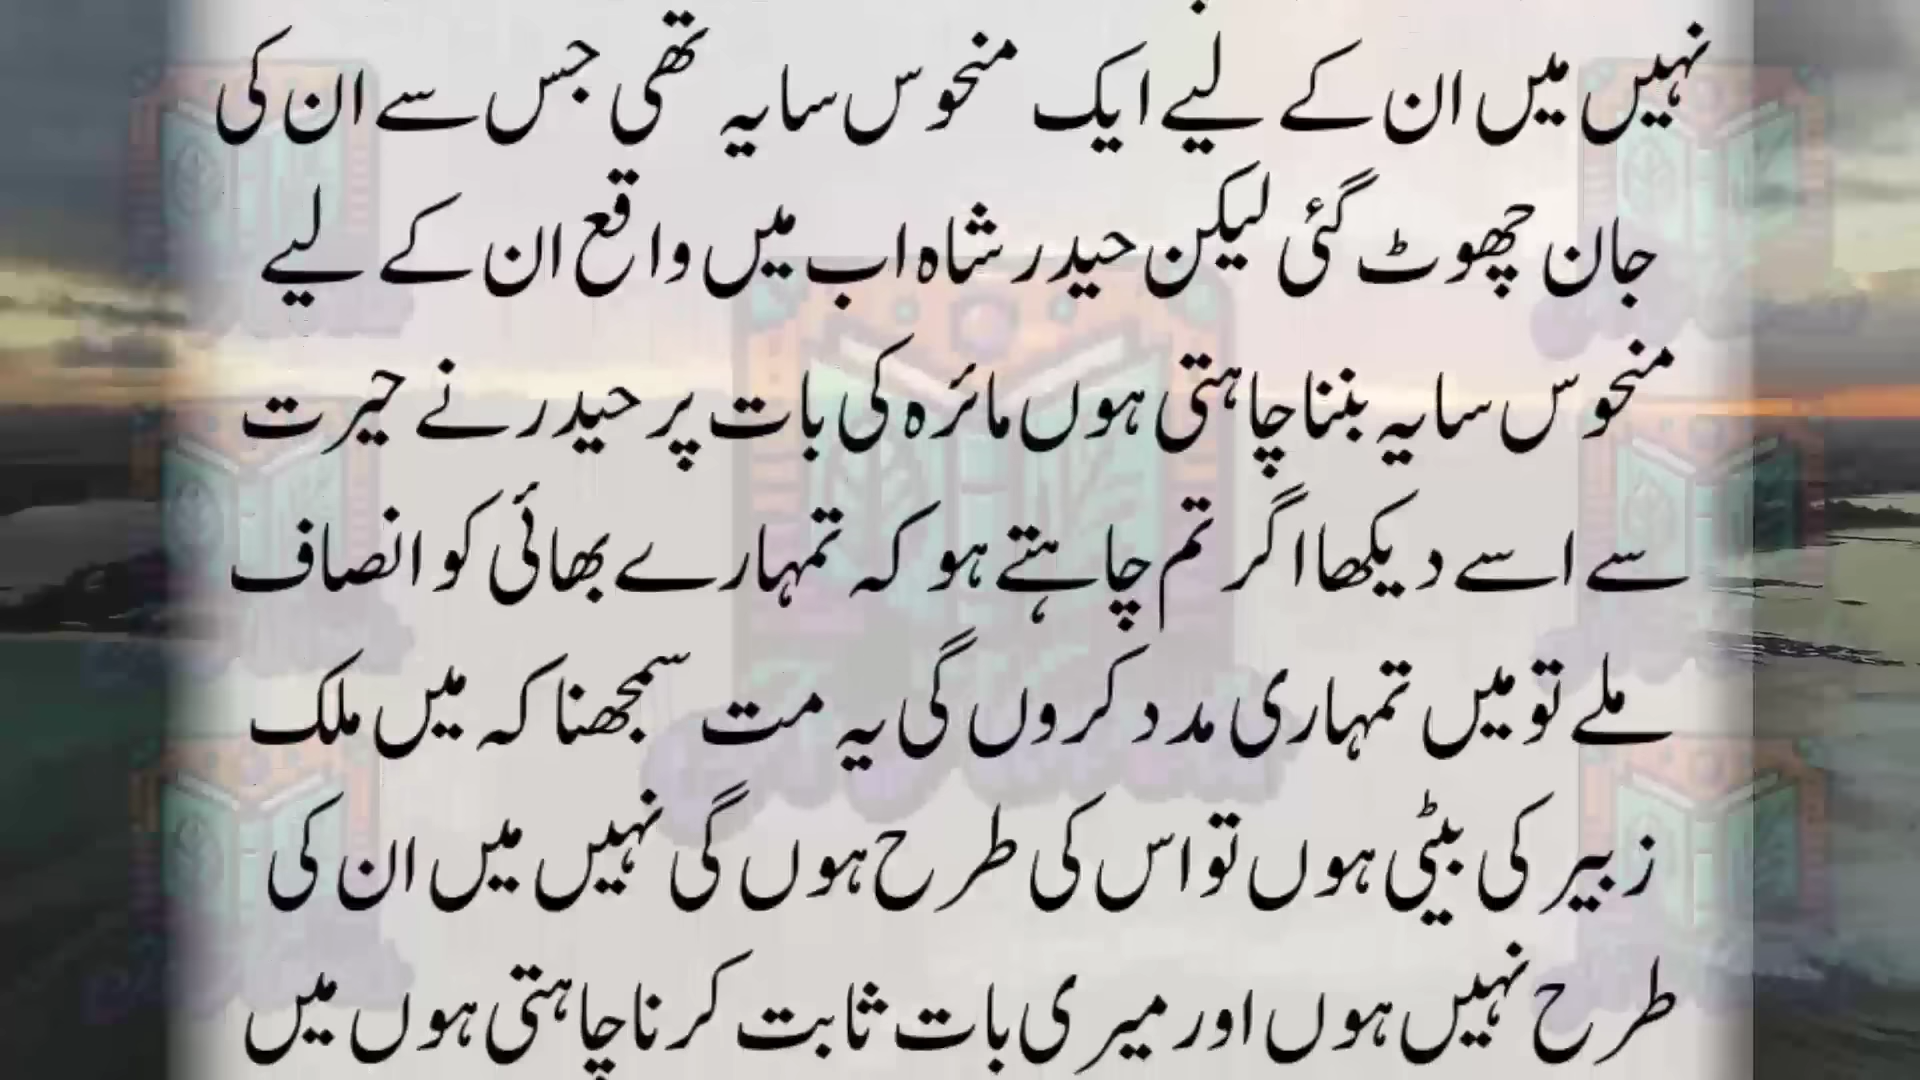 نہیں میں ان کے لیے ایک منحوس سایہ تھی جس سے ان کی
جان چھوٹ گئی لیکن حیدر شاہ اب میں واقع ان کے لیے
منحوس سایہ بننا چاہتی ہوں مائرہ کی بات پر حیدر نے حیرت
سے اسے دیکھا اگر تم چاہتے ہو کہ تمہارے بھائی کو انصاف
ملے تو میں تمہاری مدد کروں گی یہ مت سمجھنا کہ میں ملک
زبیر کی بیٹی ہوں تو اس کی طرح ہوں گی نہیں میں ان کی
طرح نہیں ہوں اور میری بات ثابت کرنا چاہتی ہوں میں